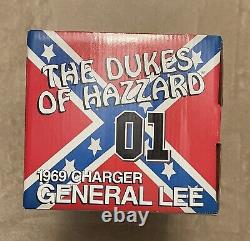 THE DUKES
OF HAZZARD
01
1969 CHARGER
GENERAL LEE